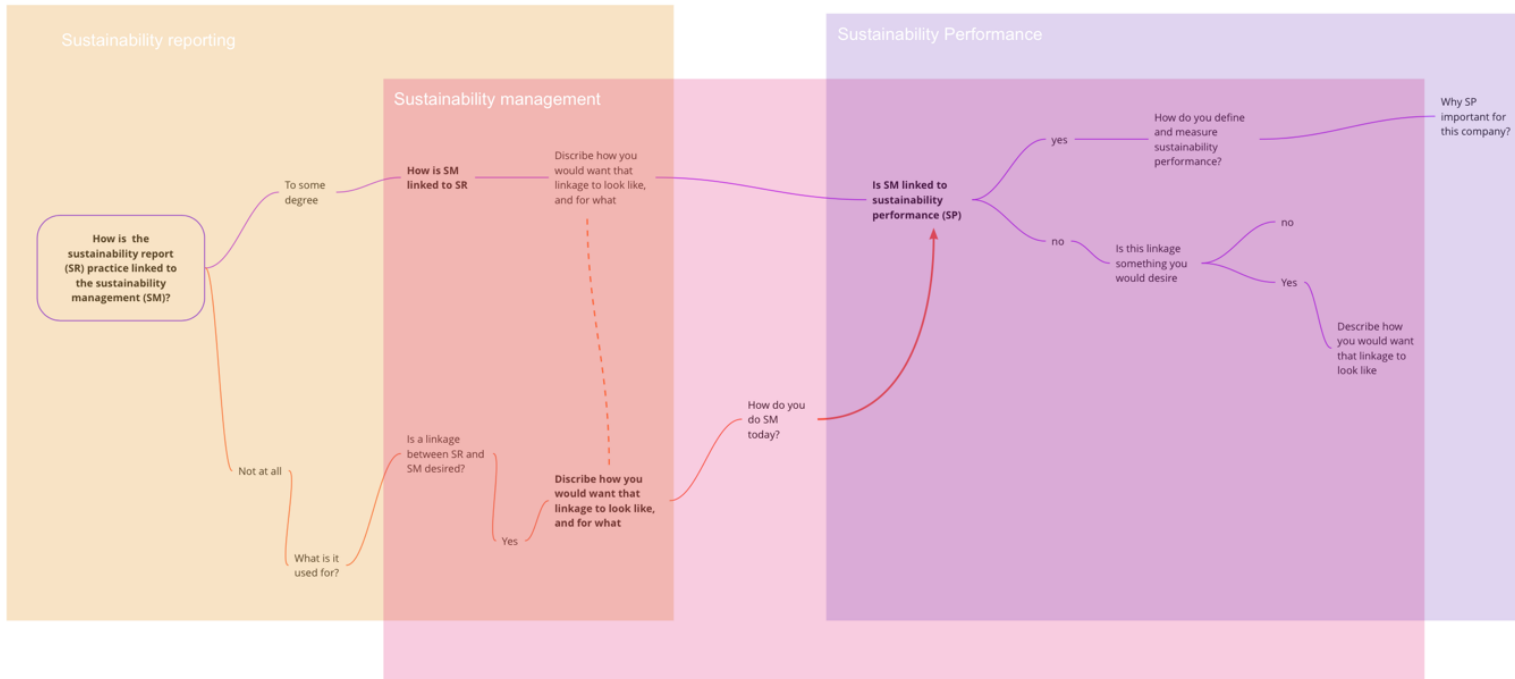 Sustainability reporting
Sustainability Performance
Sustainability management
How is the
sustainability report
(SR) practice linked to
the sustainability
management (SM)?
To some
degree
How is SM
linked to SR
Discribe how you
would want that
linkage to look like,
and for what
Is SM linked to
sustainability
performance (SP)
yes
How do you define
and measure
sustainability
performance?
Why SP
important for
this company?
no
Is this linkage
something you
would desire
no
Yes
Describe how
you would want
that linkage to
look like
Not at all
What is it
used for?
Is a linkage
between SR and
SM desired?
Yes
Describe how you
would want that
linkage to look like,
and for what
How do you
do SM
today?